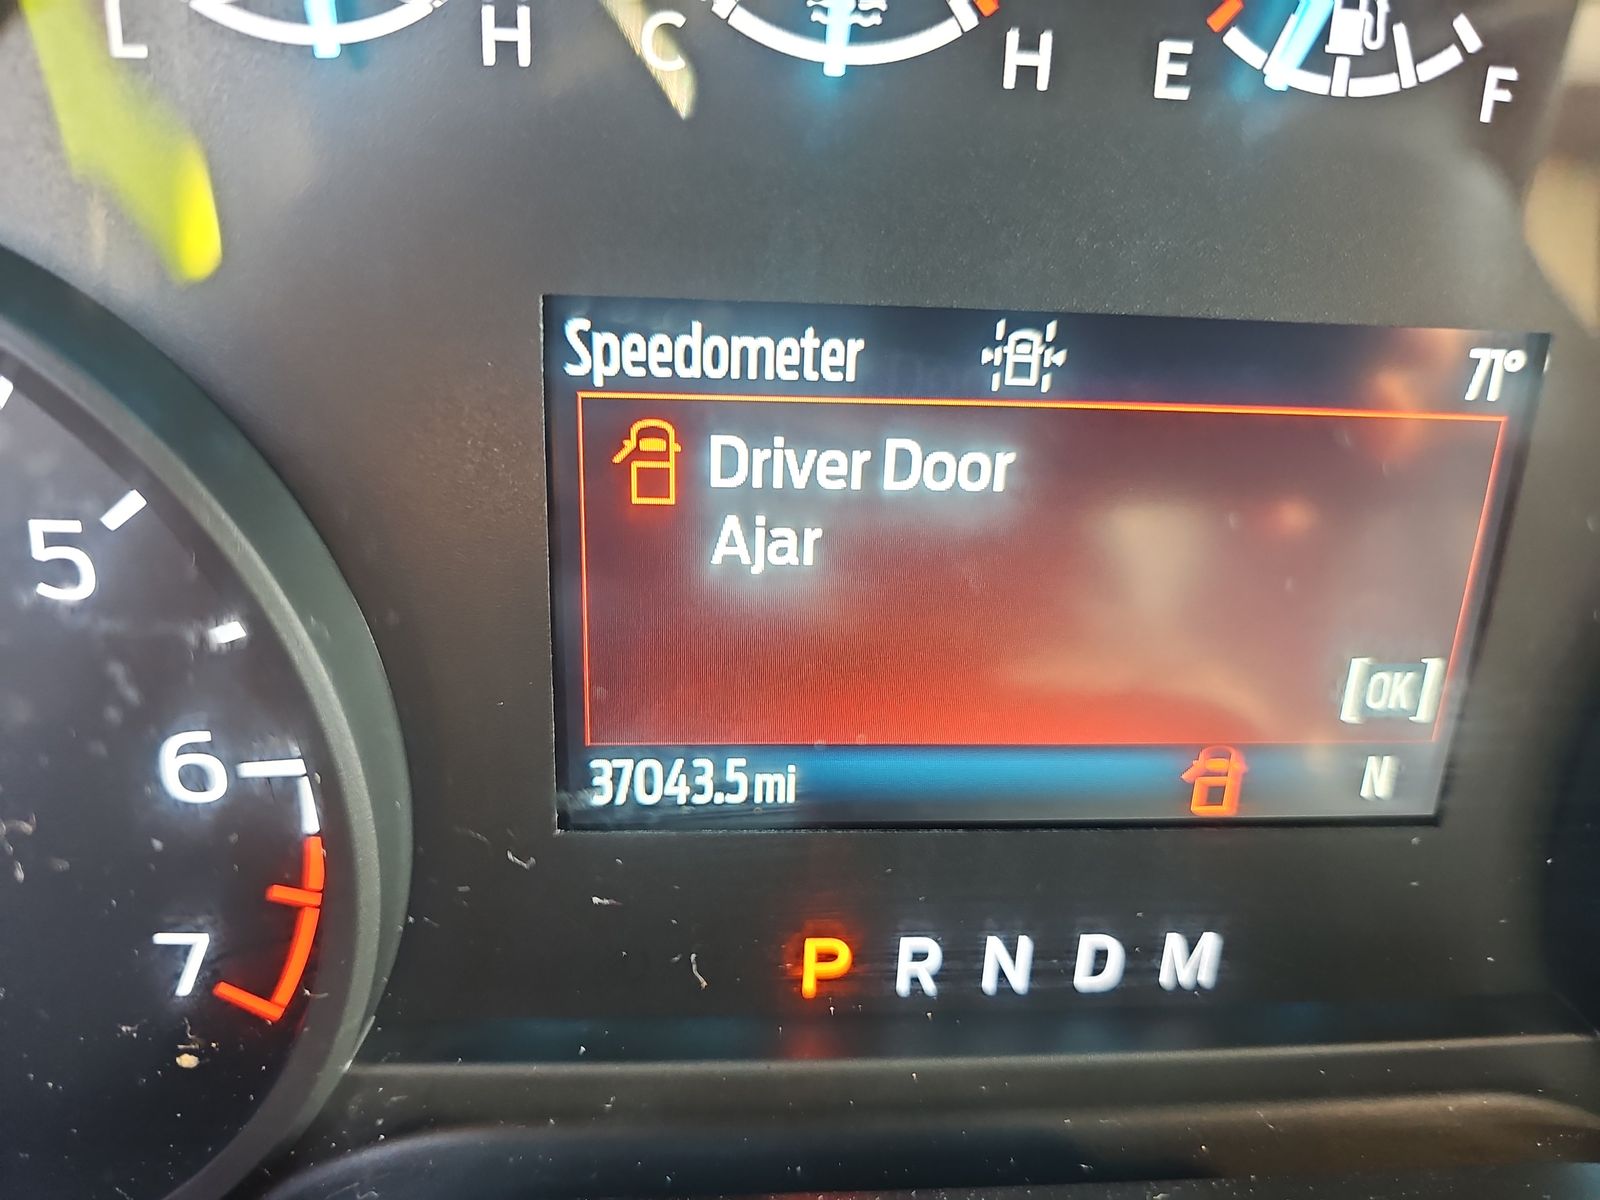 L H C H E F
Speedometer 71°
Driver Door
Ajar
[OK]
37043.5 mi N
5
6
7
P R N D M